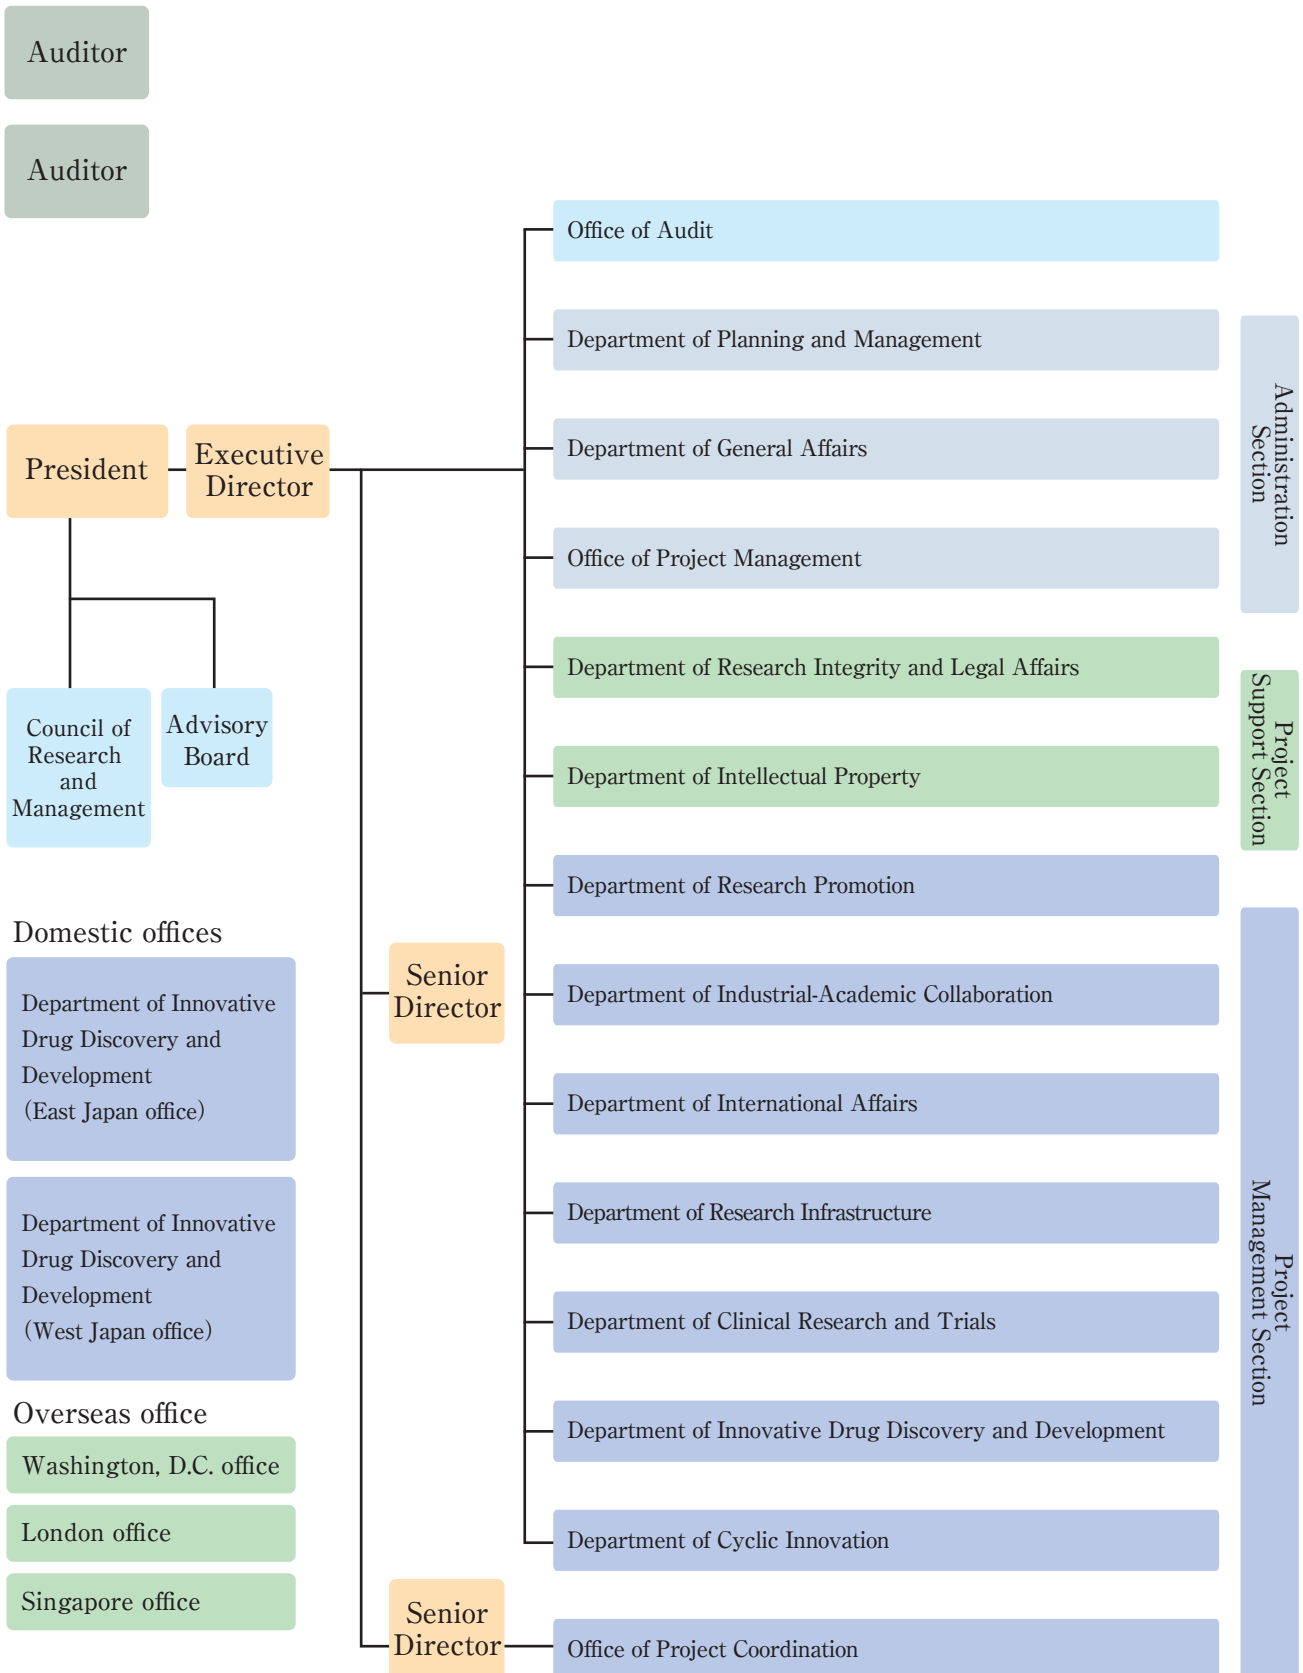 Auditor
Auditor
President
Executive
Director
Council of
Research
and
Management
Advisory
Board
Domestic offices
Department of Innovative
Drug Discovery and
Development
(East Japan office)
Department of Innovative
Drug Discovery and
Development
(West Japan office)
Overseas office
Washington, D.C. office
London office
Singapore office
Senior
Director
Senior
Director
Office of Audit
Department of Planning and Management
Department of General Affairs
Office of Project Management
Department of Research Integrity and Legal Affairs
Department of Intellectual Property
Department of Research Promotion
Department of Industrial-Academic Collaboration
Department of International Affairs
Department of Research Infrastructure
Department of Clinical Research and Trials
Department of Innovative Drug Discovery and Development
Department of Cyclic Innovation
Office of Project Coordination
Administration
Section
Project
Support Section
Project
Management Section